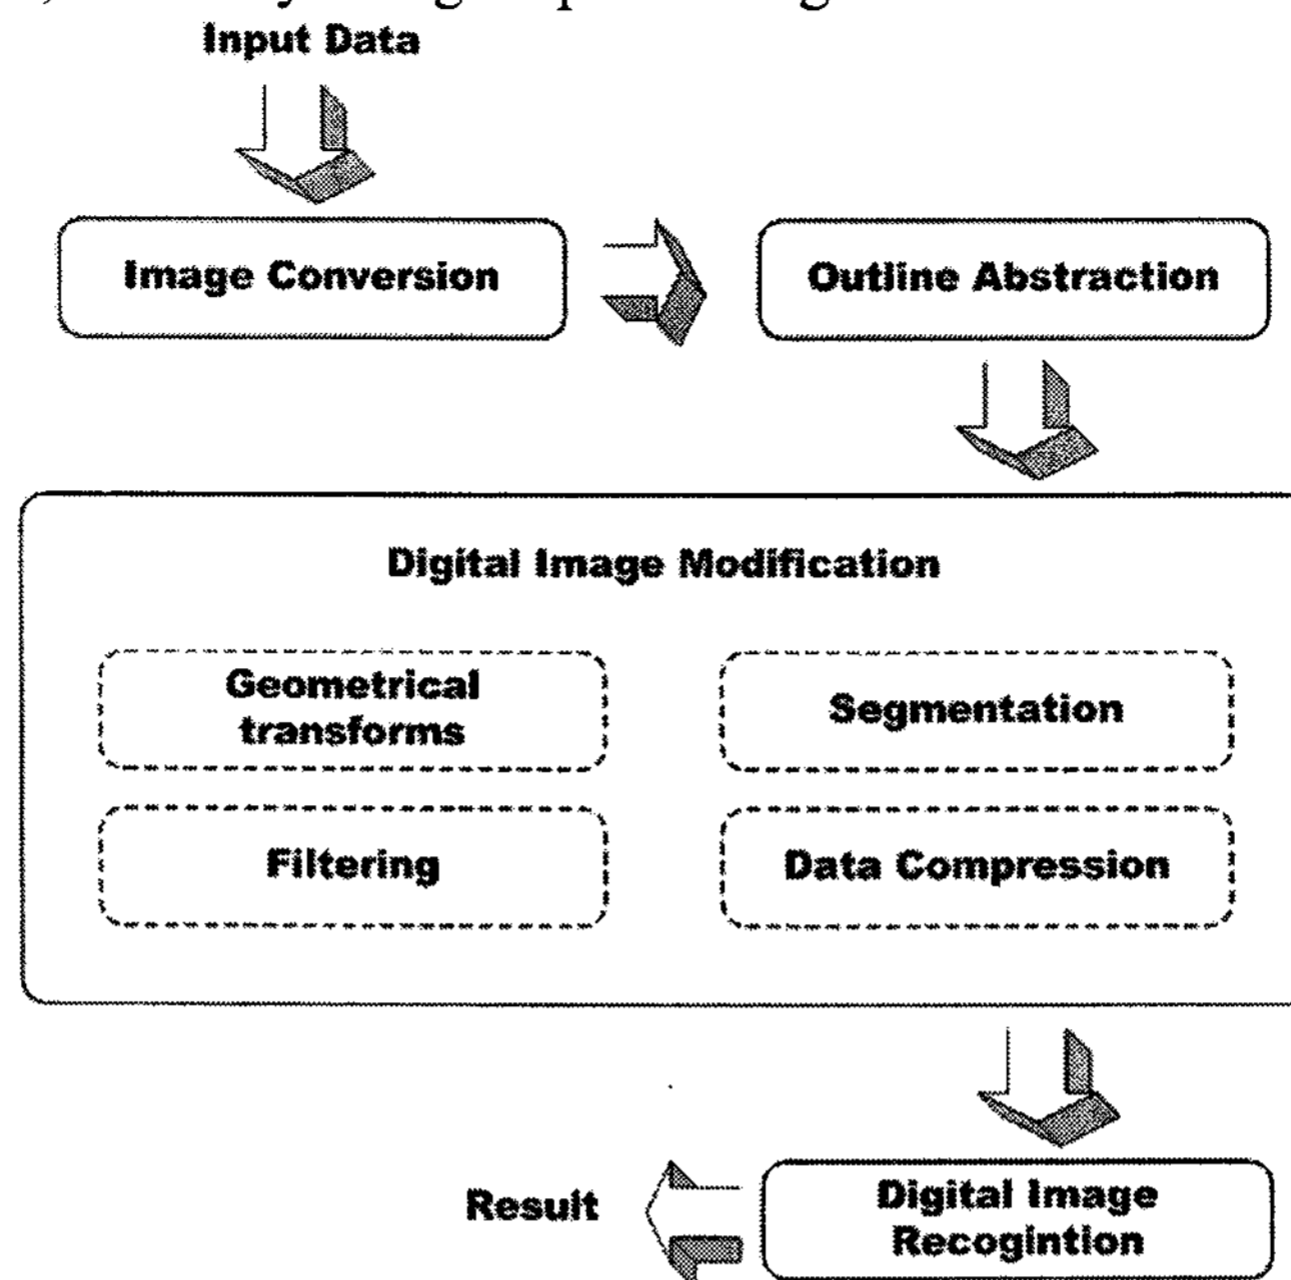 Input Data
Image Conversion
Outline Abstraction
Digital Image Modification
Geometrical
transforms
Segmentation
Filtering
Data Compression
Result
Digital Image
Recogintion